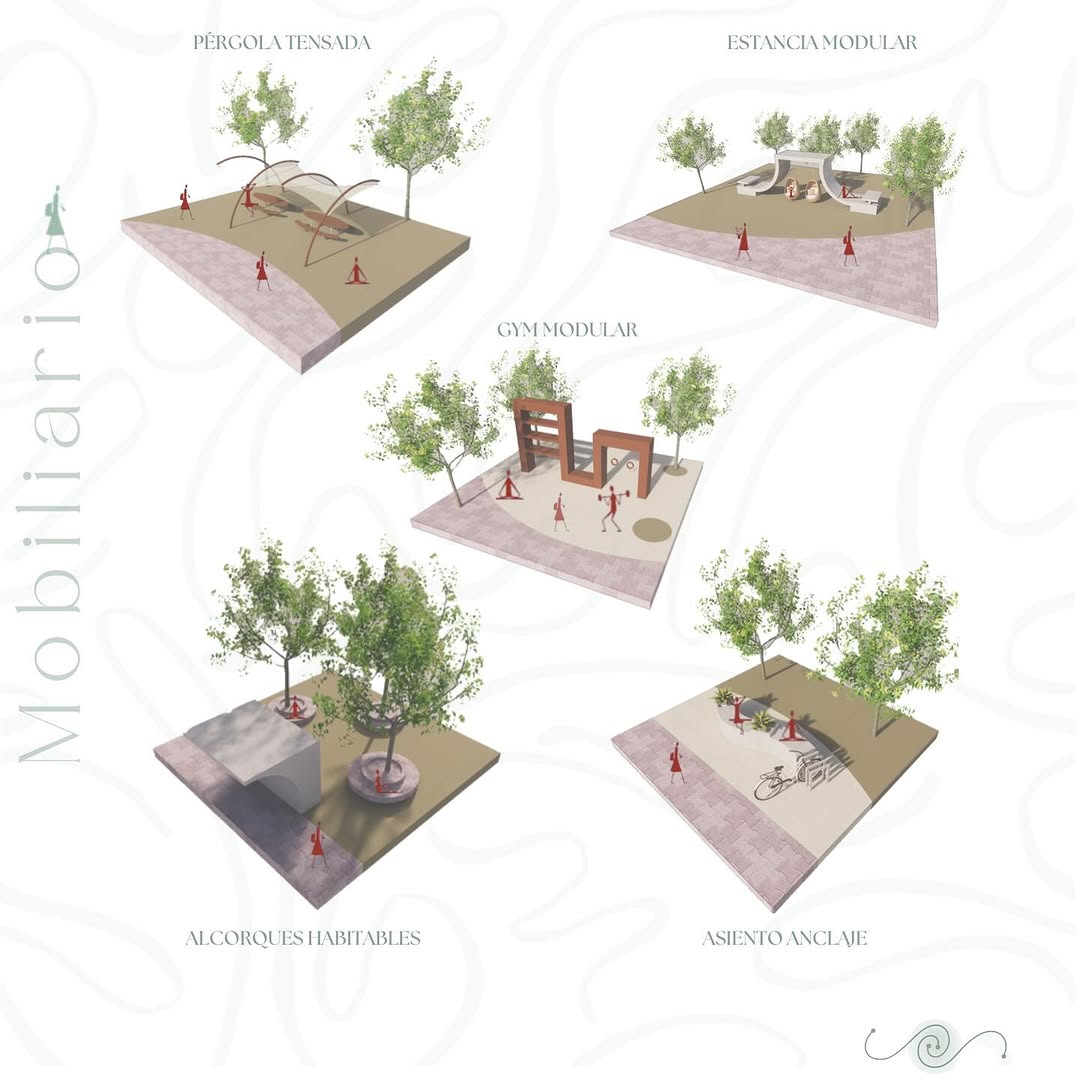 Mobiliario
PÉRGOLA TENSADA
ESTANCIA MODULAR
GYM MODULAR
ALCORQUES HABITABLES
ASIENTO ANCLAJE